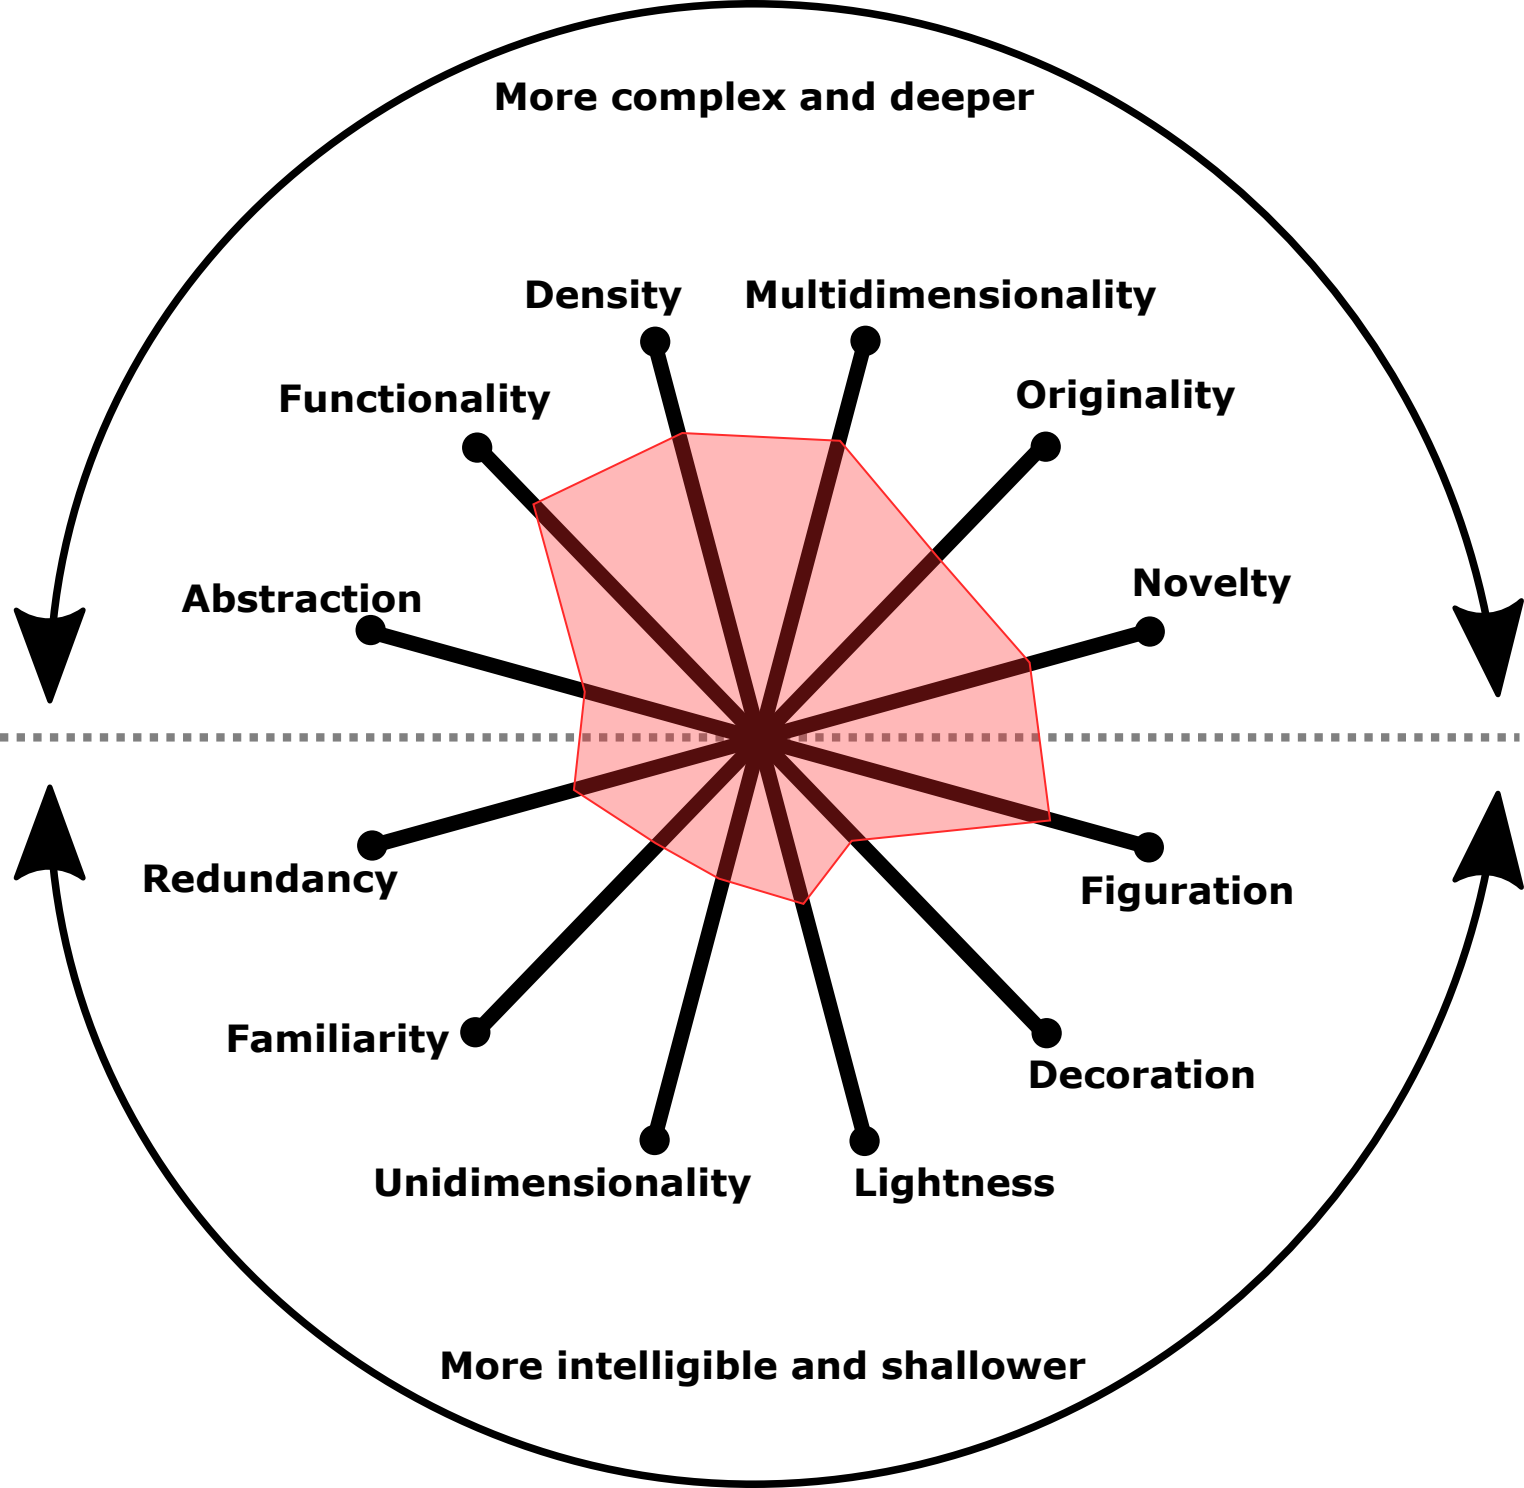 More complex and deeper
Density
Multidimensionality
Functionality
Originality
Abstraction
Novelty
Redundancy
Figuration
Familiarity
Decoration
Unidimensionality
Lightness
More intelligible and shallower